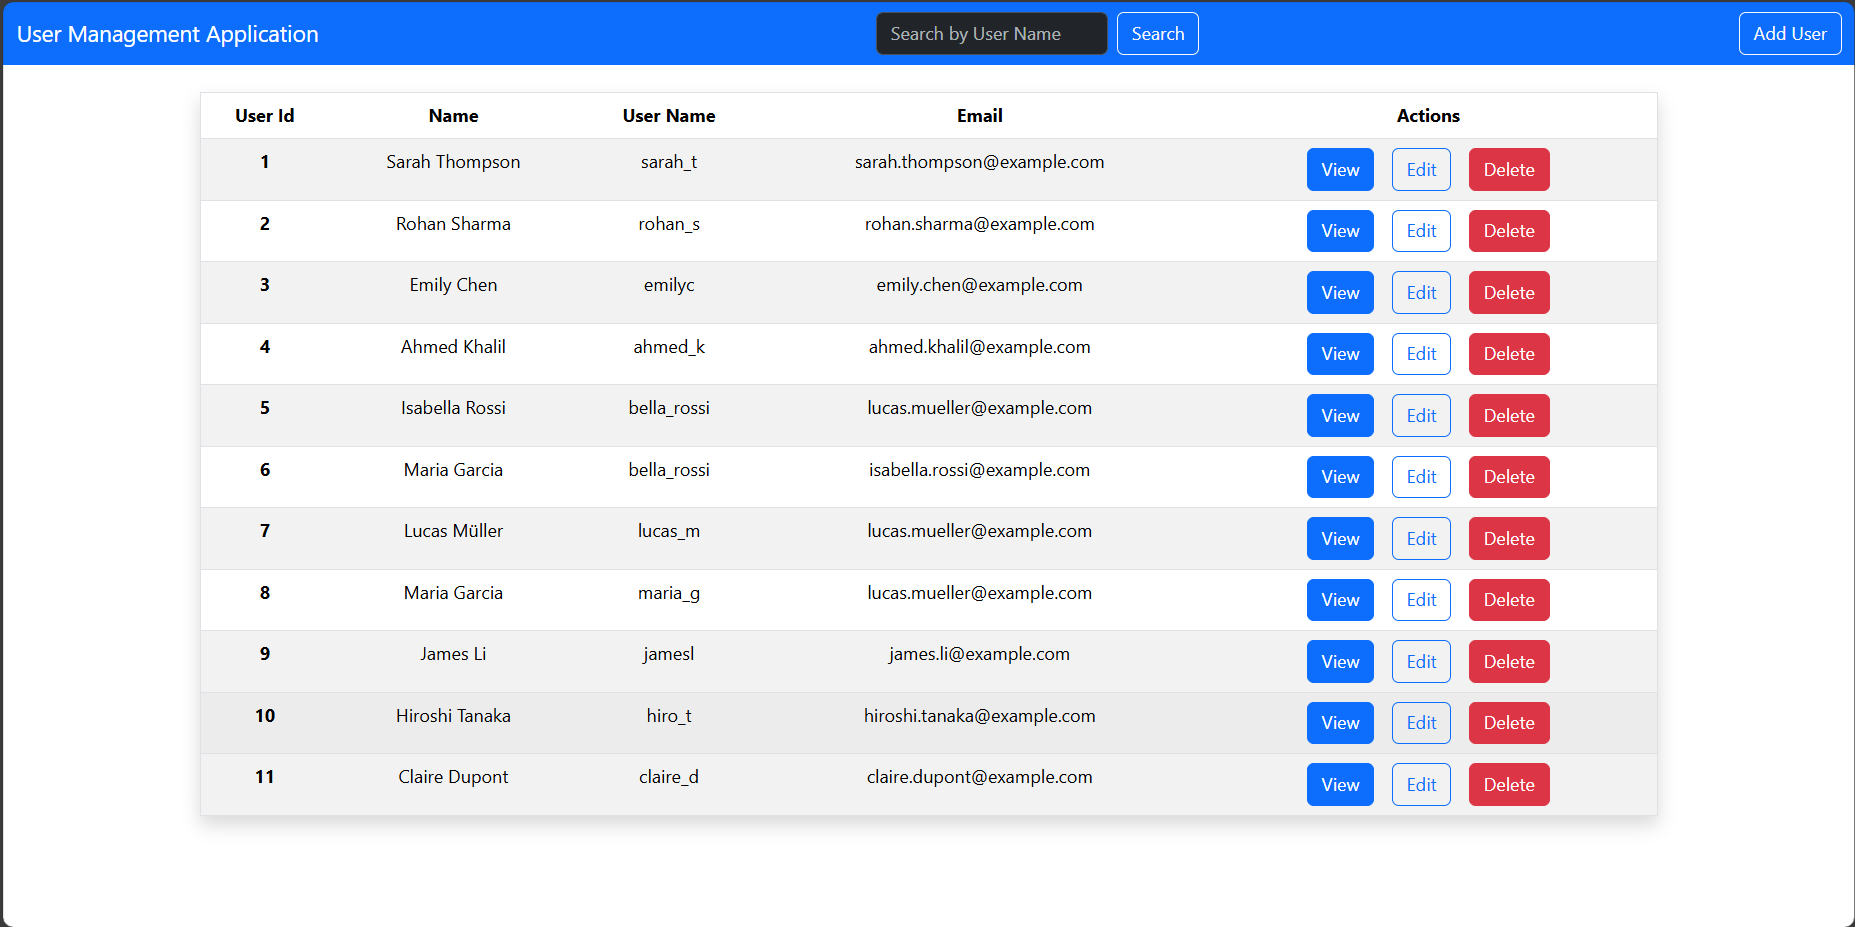 User Management Application Search by User Name Search Add User
User Id Name User Name Email Actions
1 Sarah Thompson sarah_t sarah.thompson@example.com View Edit Delete
2 Rohan Sharma rohan_s rohan.sharma@example.com View Edit Delete
3 Emily Chen emilyc emily.chen@example.com View Edit Delete
4 Ahmed Khalil ahmed_k ahmed.khalil@example.com View Edit Delete
5 Isabella Rossi bella_rossi lucas.mueller@example.com View Edit Delete
6 Maria Garcia bella_rossi isabella.rossi@example.com View Edit Delete
7 Lucas Müller lucas_m lucas.mueller@example.com View Edit Delete
8 Maria Garcia maria_g lucas.mueller@example.com View Edit Delete
9 James Li jamesl james.li@example.com View Edit Delete
10 Hiroshi Tanaka hiro_t hiroshi.tanaka@example.com View Edit Delete
11 Claire Dupont claire_d claire.dupont@example.com View Edit Delete